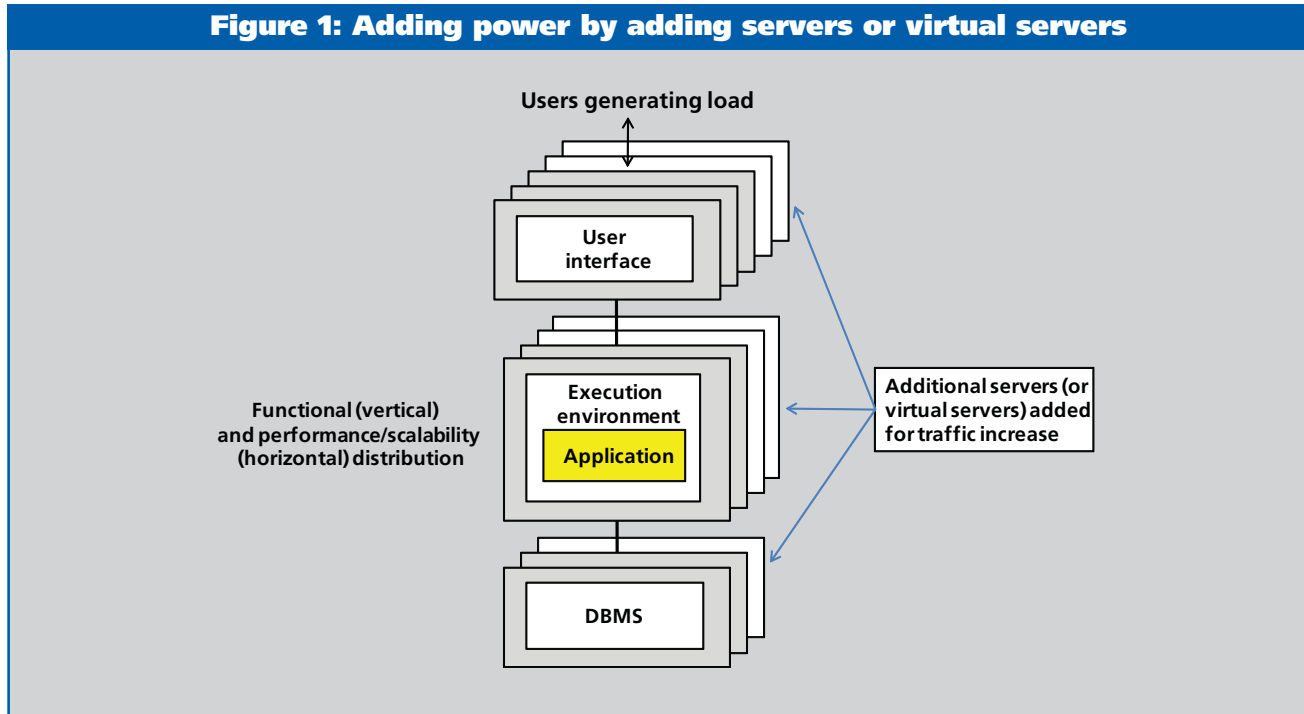 Figure 1: Adding power by adding servers or virtual servers
Users generating load
User
interface
Execution
environment
Application
Functional (vertical)
and performance/scalability
(horizontal) distribution
Additional servers (or
virtual servers) added
for traffic increase
DBMS